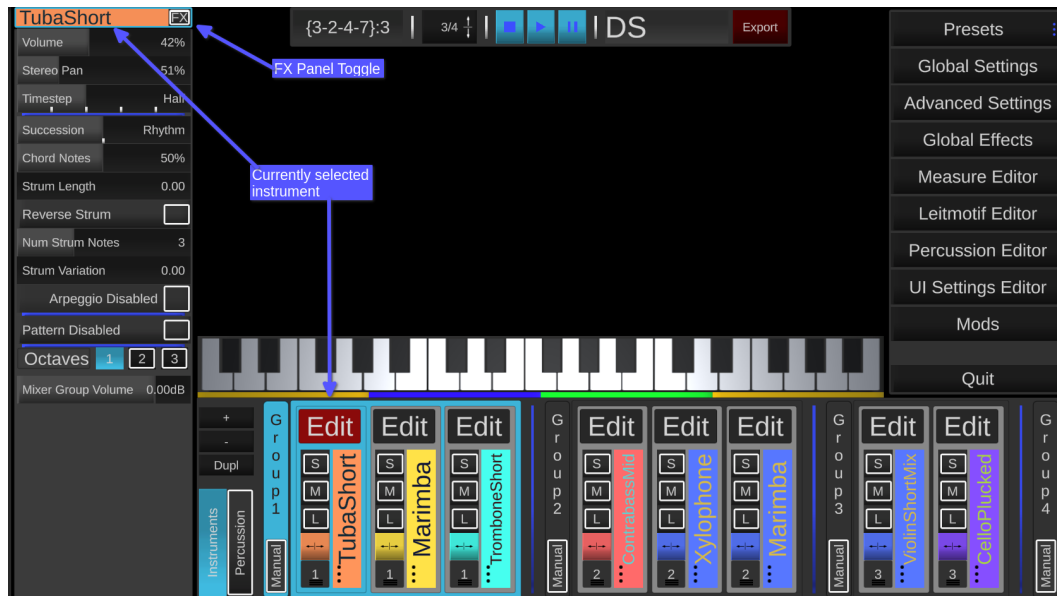 TubaShort FX
Volume 42%
Stereo Pan 51%
Timestep Half
Succession Rhythm
Chord Notes 50%
Strum Length 0.00
Reverse Strum
Num Strum Notes 3
Strum Variation 0.00
Arpeggio Disabled
Pattern Disabled
Octaves 1 2 3
Mixer Group Volume 0.00dB
{3-2-4-7}:3
3/4
DS
Export
FX Panel Toggle
Currently selected
instrument
Presets
Global Settings
Advanced Settings
Global Effects
Measure Editor
Leitmotif Editor
Percussion Editor
UI Settings Editor
Mods
Quit
+
-
Dupl
Instruments
Percussion
Group1
Manual
Edit
S
M
L
1
TubaShort
Edit
S
M
L
1
Marimba
Edit
S
M
L
1
TromboneShort
Group2
Manual
Edit
S
M
L
2
ContrabassMid
Edit
S
M
L
2
Xylophone
Edit
S
M
L
2
Marimba
Group3
Manual
Edit
S
M
L
3
ViolinShortMix
Edit
S
M
L
3
CelloPlucked
Group4
Manual